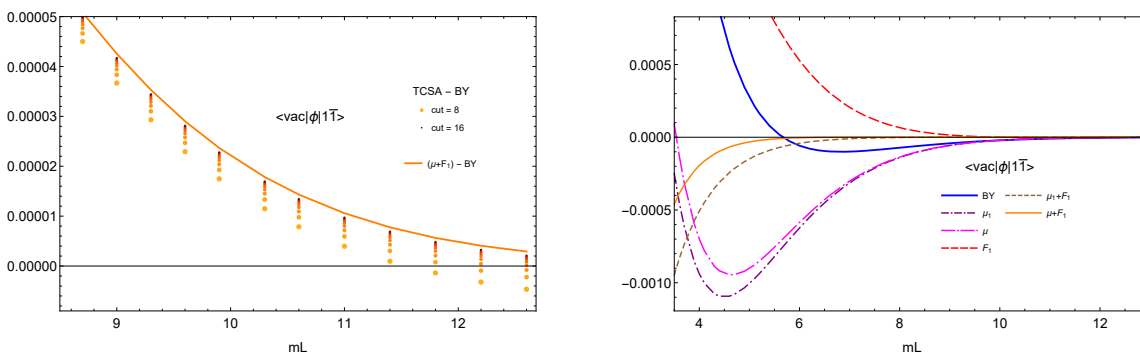 0.00005
0.00004
0.00003
0.00002
0.00001
0.00000
9
10
11
12
mL
<vac|ϕ|11̅>
TCSA – BY
cut = 8
cut = 16
(μ+F₁) – BY
0.0005
0.0000
−0.0005
−0.0010
4
6
8
10
12
mL
<vac|ϕ|11̅>
BY
μ₁
μ
F₁
μ₁+F₁
μ+F₁